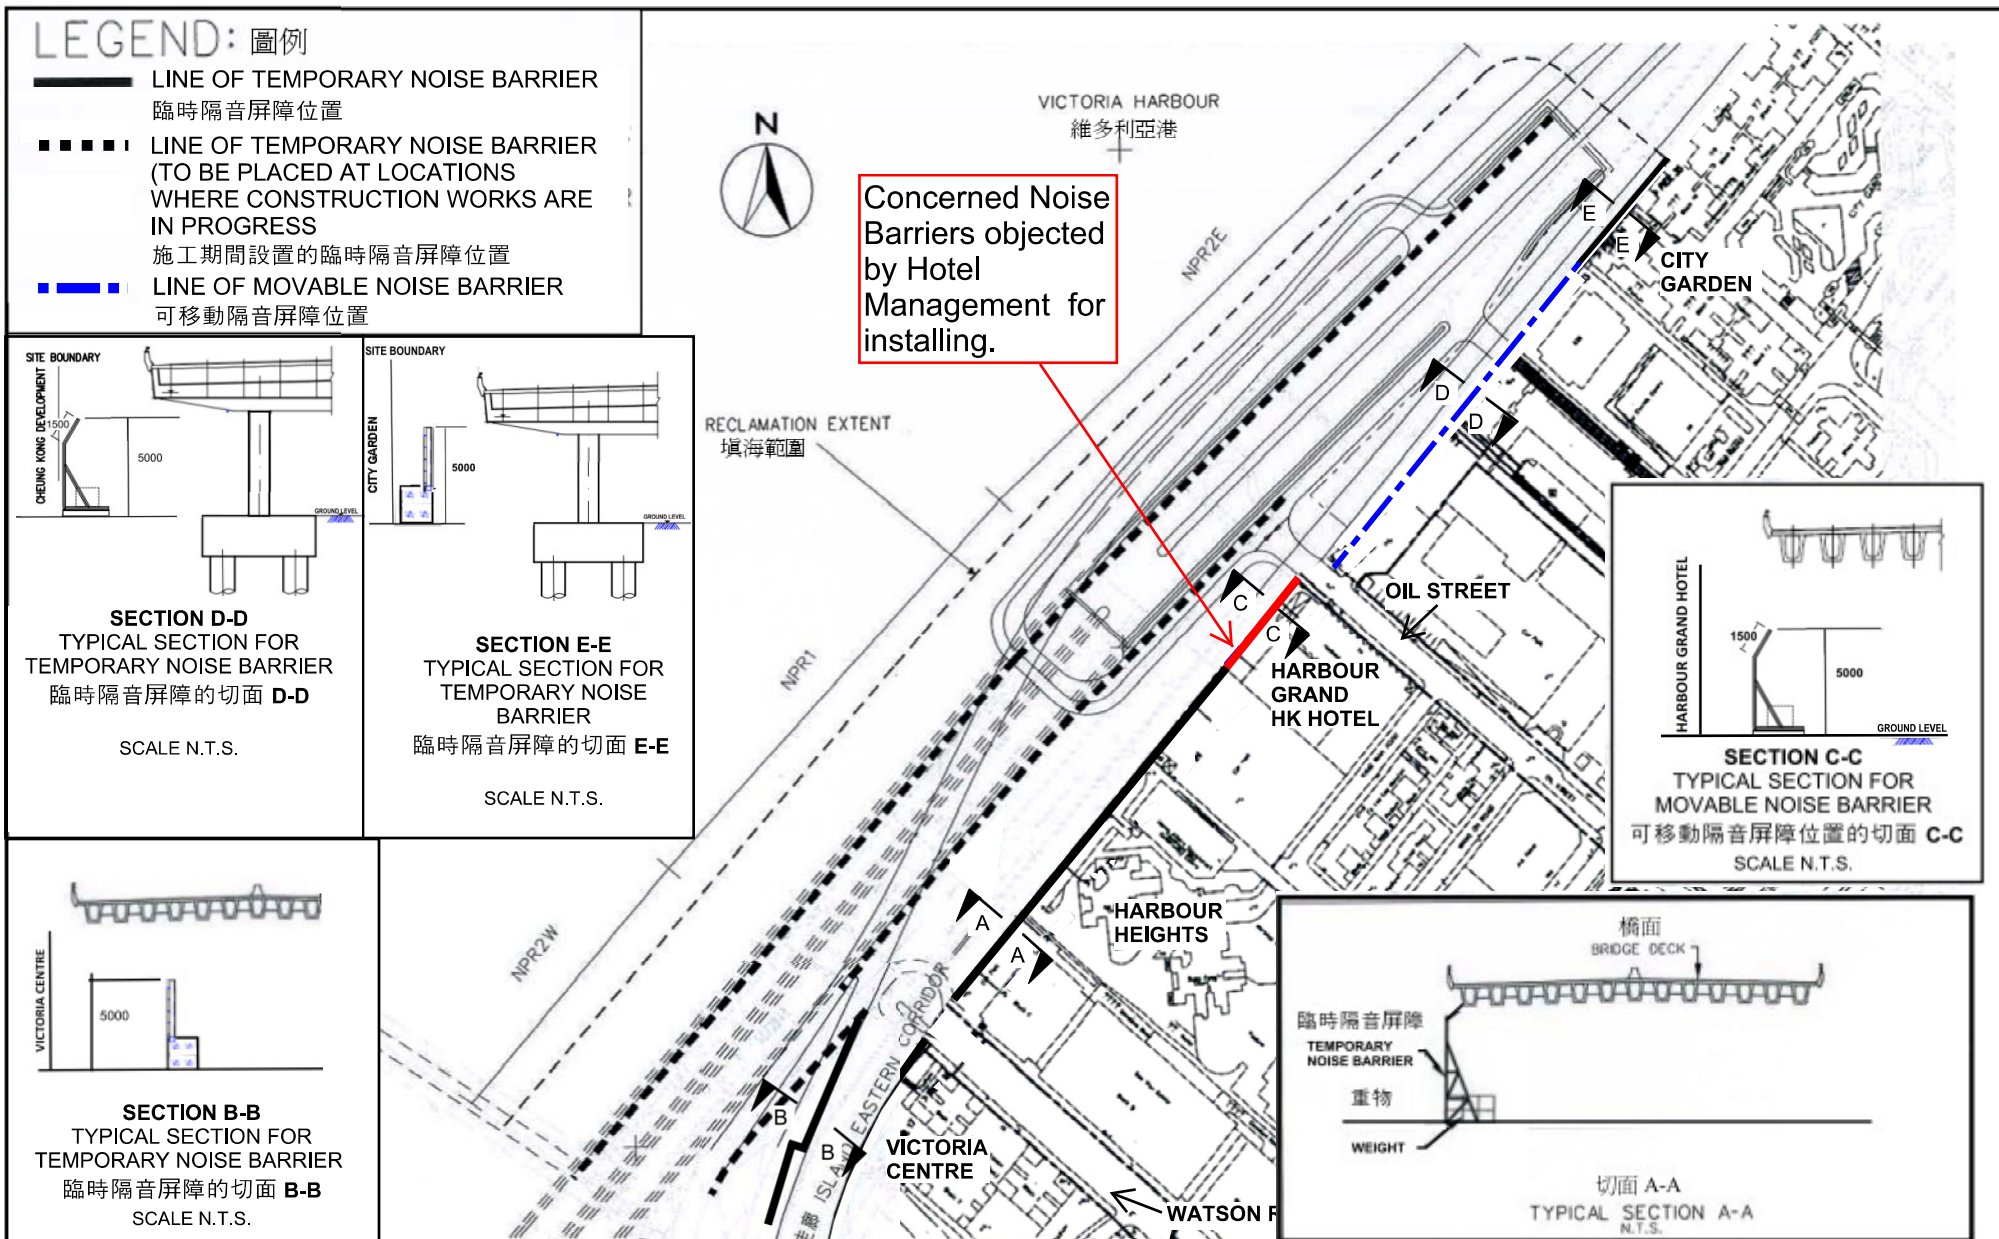 LEGEND: 圖例
LINE OF TEMPORARY NOISE BARRIER
臨時隔音屏障位置
LINE OF TEMPORARY NOISE BARRIER
(TO BE PLACED AT LOCATIONS
WHERE CONSTRUCTION WORKS ARE
IN PROGRESS
施工期間設置的臨時隔音屏障位置
LINE OF MOVABLE NOISE BARRIER
可移動隔音屏障位置
SITE BOUNDARY
CHEUNG KONG DEVELOPMENT
1500
5000
GROUND LEVEL
SECTION D-D
TYPICAL SECTION FOR
TEMPORARY NOISE BARRIER
臨時隔音屏障的切面 D-D
SCALE N.T.S.
SITE BOUNDARY
CITY GARDEN
5000
GROUND LEVEL
SECTION E-E
TYPICAL SECTION FOR
TEMPORARY NOISE
BARRIER
臨時隔音屏障的切面 E-E
SCALE N.T.S.
VICTORIA CENTRE
5000
SECTION B-B
TYPICAL SECTION FOR
TEMPORARY NOISE BARRIER
臨時隔音屏障的切面 B-B
SCALE N.T.S.
N
VICTORIA HARBOUR
維多利亞港
Concerned Noise
Barriers objected
by Hotel
Management for
installing.
RECLAMATION EXTENT
填海範圍
NPR2E
NPR1
NPR2W
E
E
CITY
GARDEN
D
D
C
C
OIL STREET
HARBOUR
GRAND
HK HOTEL
HARBOUR
HEIGHTS
A
A
B
B
ISLAND EASTERN CORRIDOR
VICTORIA
CENTRE
WATSON R
HARBOUR GRAND HOTEL
1500
5000
GROUND LEVEL
SECTION C-C
TYPICAL SECTION FOR
MOVABLE NOISE BARRIER
可移動隔音屏障位置的切面 C-C
SCALE N.T.S.
橋面
BRIDGE DECK
臨時隔音屏障
TEMPORARY
NOISE BARRIER
重物
WEIGHT
切面 A-A
TYPICAL SECTION A-A
N.T.S.